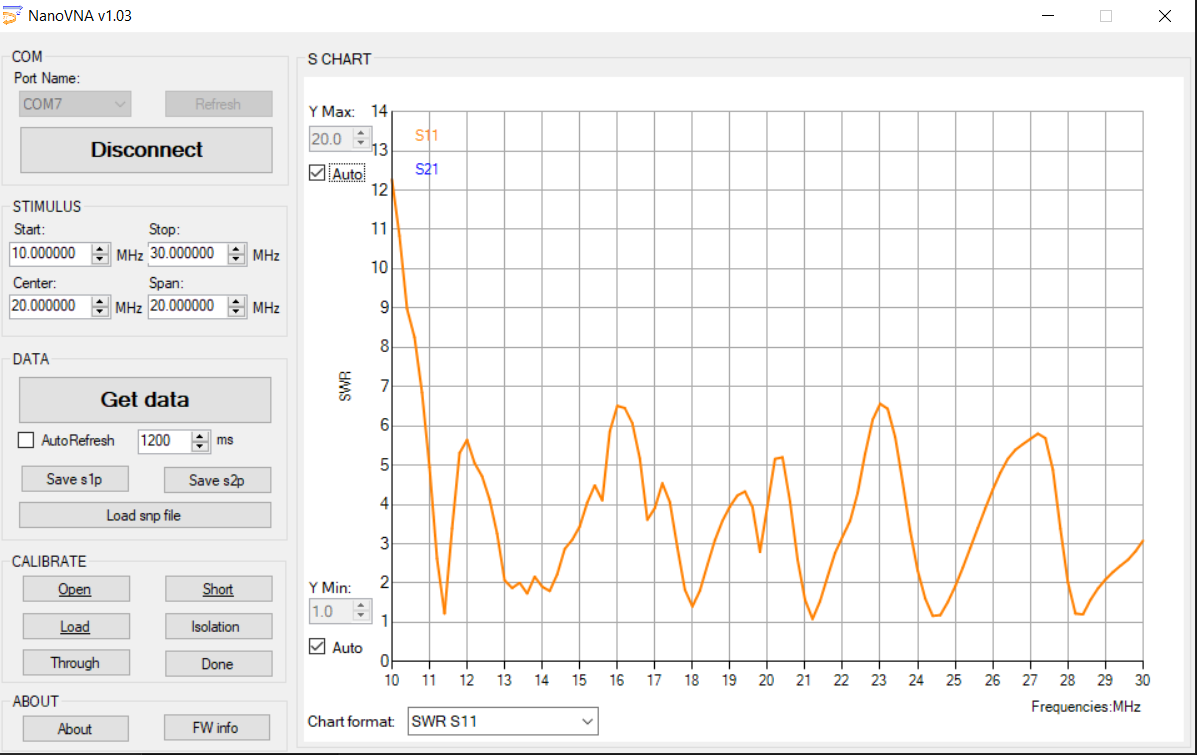 NanoVNA v1.03
COM
Port Name:
COM7
Refresh
Disconnect
STIMULUS
Start:
Stop:
10.000000 MHz 30.000000 MHz
Center:
Span:
20.000000 MHz 20.000000 MHz
DATA
Get data
AutoRefresh 1200 ms
Save s1p
Save s2p
Load snp file
CALIBRATE
Open
Short
Load
Isolation
Through
Done
ABOUT
About
FW info
S CHART
Y Max:
20.0
Auto
S11
S21
14
13
12
11
10
9
8
7
6
5
4
3
2
1
0
SWR
Y Min:
1.0
Auto
10 11 12 13 14 15 16 17 18 19 20 21 22 23 24 25 26 27 28 29 30
Frequencies:MHz
Chart format: SWR S11